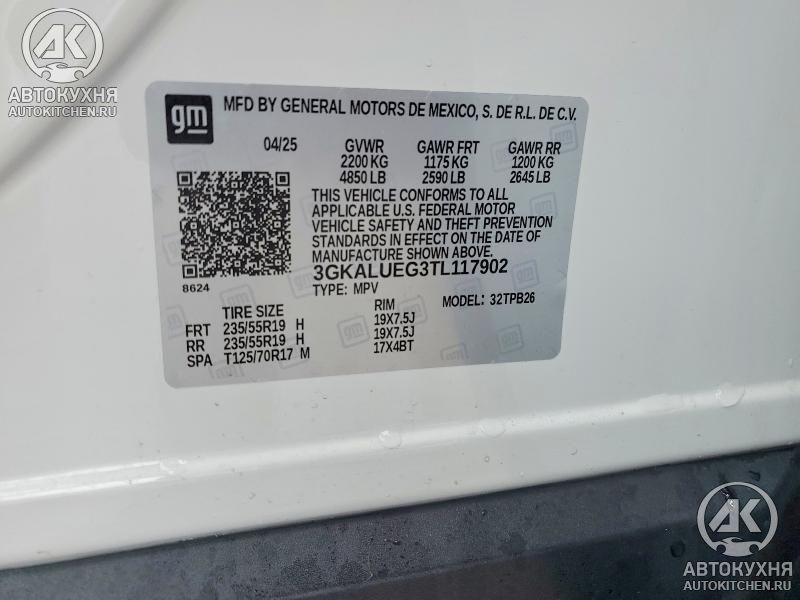 AK
АВТОКУХНЯ
AUTOKITCHEN.RU
gm
MFD BY GENERAL MOTORS DE MEXICO, S. DE R.L. DE C.V.
04/25 GVWR GAWR FRT GAWR RR
2200 KG 1175 KG 1200 KG
4850 LB 2590 LB 2645 LB
THIS VEHICLE CONFORMS TO ALL
APPLICABLE U.S. FEDERAL MOTOR
VEHICLE SAFETY AND THEFT PREVENTION
STANDARDS IN EFFECT ON THE DATE OF
MANUFACTURE SHOWN ABOVE.
3GKALUEG3TL117902
8624
TYPE: MPV MODEL: 32TPB26
TIRE SIZE RIM
FRT 235/55R19 H 19X7.5J
RR 235/55R19 H 19X7.5J
SPA T125/70R17 M 17X4BT
AK
АВТОКУХНЯ
AUTOKITCHEN.RU